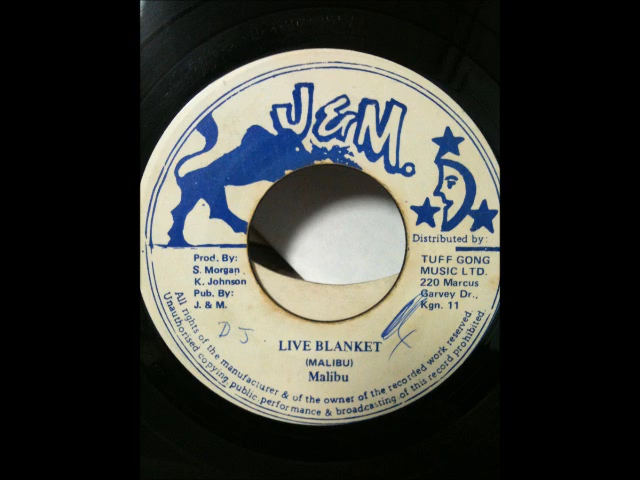 J & M.
Distributed by:
Prod. By:
S. Morgan
K. Johnson
Pub. By:
J. & M.
TUFF GONG
MUSIC LTD.
220 Marcus
Garvey Dr.,
Kgn. 11
DJ
LIVE BLANKET
(MALIBU)
Malibu
All rights of the manufacturer & of the owner of the recorded work reserved.
Unauthorised copying, public performance & broadcasting of this record prohibited.